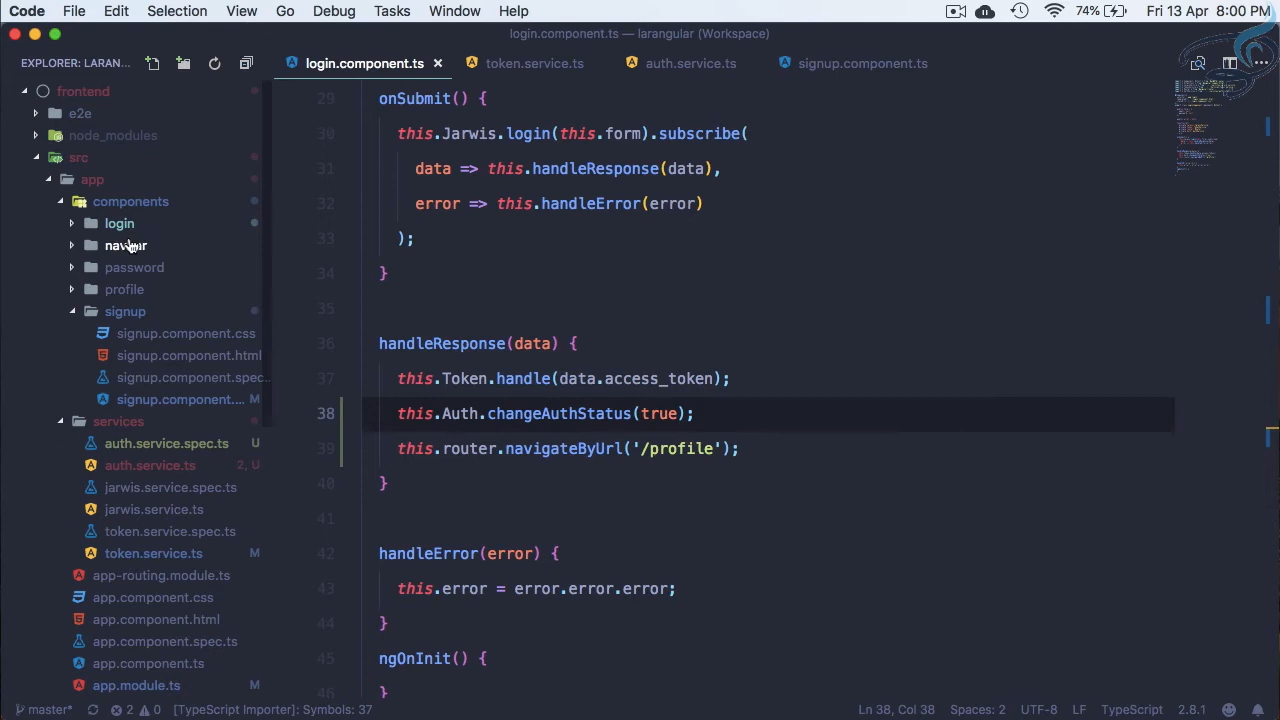 Code File Edit Selection View Go Debug Tasks Window Help 74% Fri 13 Apr 8:00 PM
login.component.ts — larangular (Workspace)
EXPLORER: LARAN...
login.component.ts token.service.ts auth.service.ts signup.component.ts
frontend
e2e
node_modules
src
app
components
login
navbar
password
profile
signup
signup.component.css
signup.component.html
signup.component.spec...
signup.component.... M
services
auth.service.spec.ts U
auth.service.ts 2, U
jarwis.service.spec.ts
jarwis.service.ts
token.service.spec.ts
token.service.ts M
app-routing.module.ts
app.component.css
app.component.html
app.component.spec.ts
app.component.ts
app.module.ts M
29 onSubmit() {
30 this.Jarwis.login(this.form).subscribe(
31 data => this.handleResponse(data),
32 error => this.handleError(error)
33 );
34 }
35
36 handleResponse(data) {
37 this.Token.handle(data.access_token);
38 this.Auth.changeAuthStatus(true);
39 this.router.navigateByUrl('/profile');
40 }
41
42 handleError(error) {
43 this.error = error.error.error;
44 }
45 ngOnInit() {
46 }
master* 2 0 [TypeScript Importer]: Symbols: 37 Ln 38, Col 38 Spaces: 2 UTF-8 LF TypeScript 2.8.1